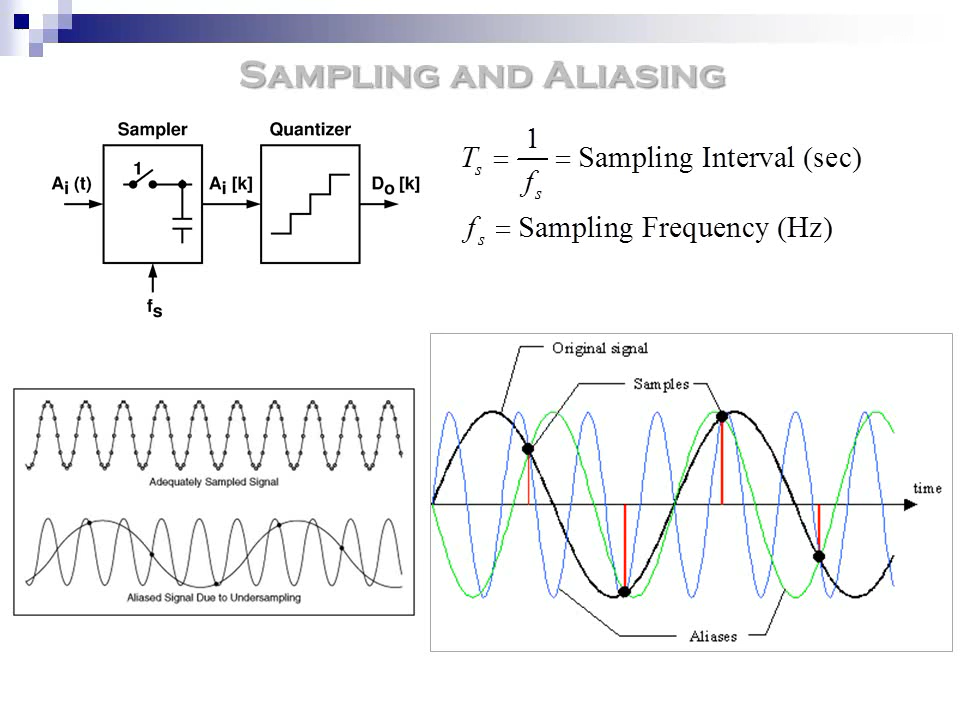 SAMPLING AND ALIASING
Sampler
Quantizer
1
Ai (t)
Ai [k]
Do [k]
fs
Ts = 1/fs = Sampling Interval (sec)
fs = Sampling Frequency (Hz)
Adequately Sampled Signal
Aliased Signal Due to Undersampling
Original signal
Samples
time
Aliases